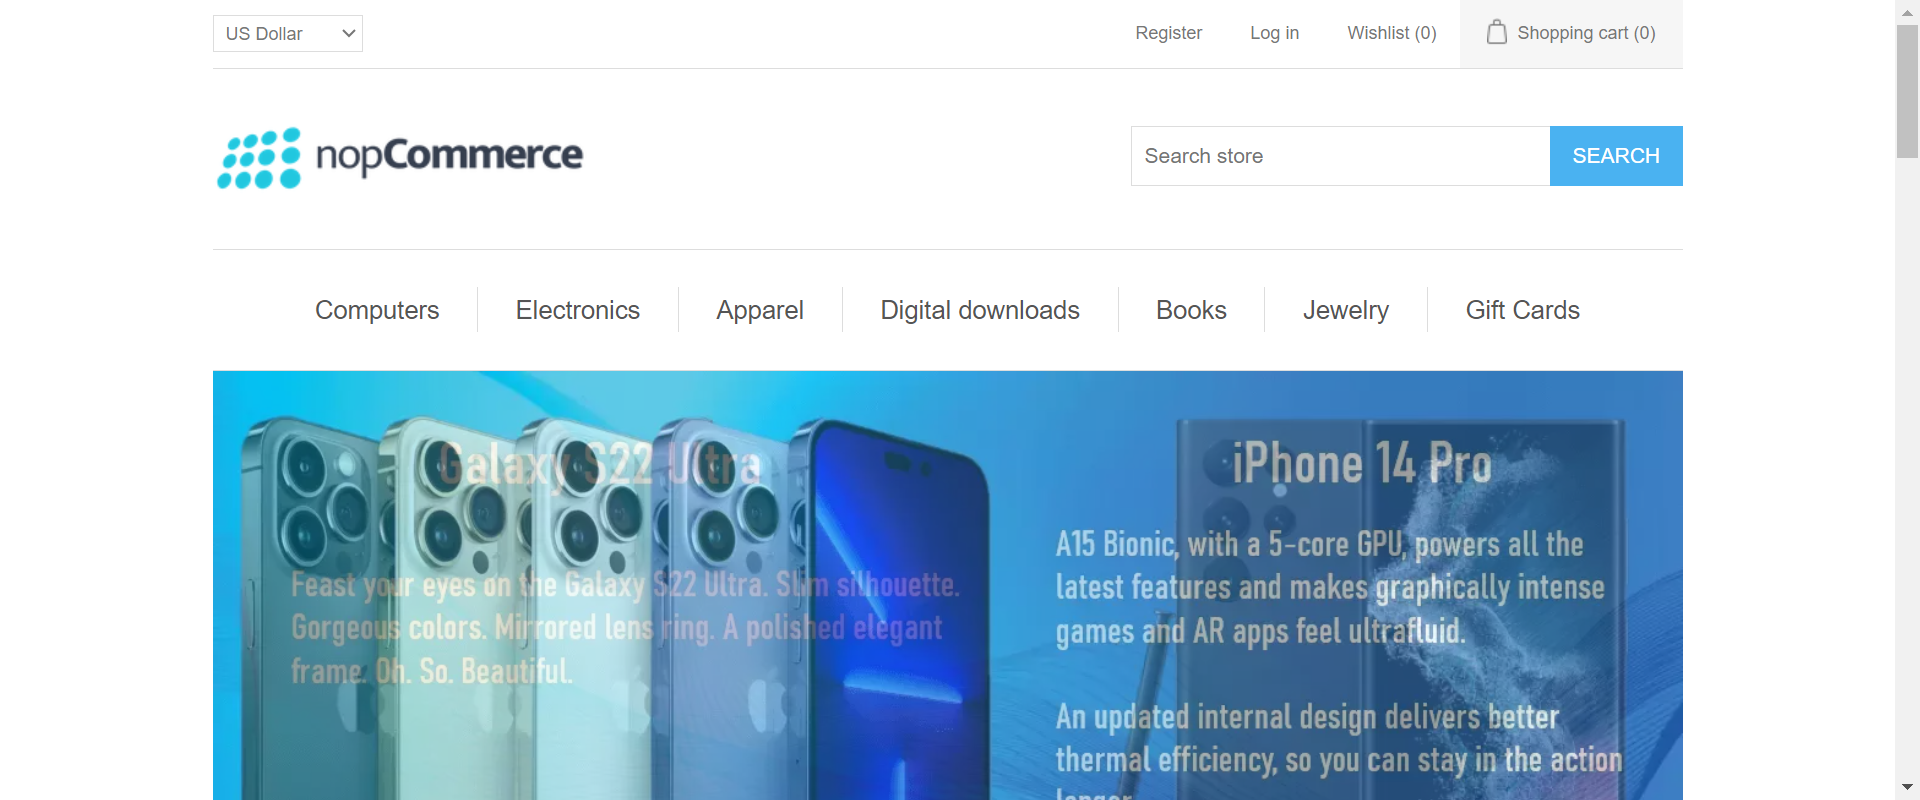 US Dollar
Register
Log in
Wishlist (0)
Shopping cart (0)
nopCommerce
Search store
SEARCH
Computers
Electronics
Apparel
Digital downloads
Books
Jewelry
Gift Cards
Galaxy S22 Ultra
Feast your eyes on the Galaxy S22 Ultra. Slim silhouette.
Gorgeous colors. Mirrored lens ring. A polished elegant
frame. Oh. So. Beautiful.
iPhone 14 Pro
A15 Bionic, with a 5-core GPU, powers all the
latest features and makes graphically intense
games and AR apps feel ultrafluid.
An updated internal design delivers better
thermal efficiency, so you can stay in the action
longer